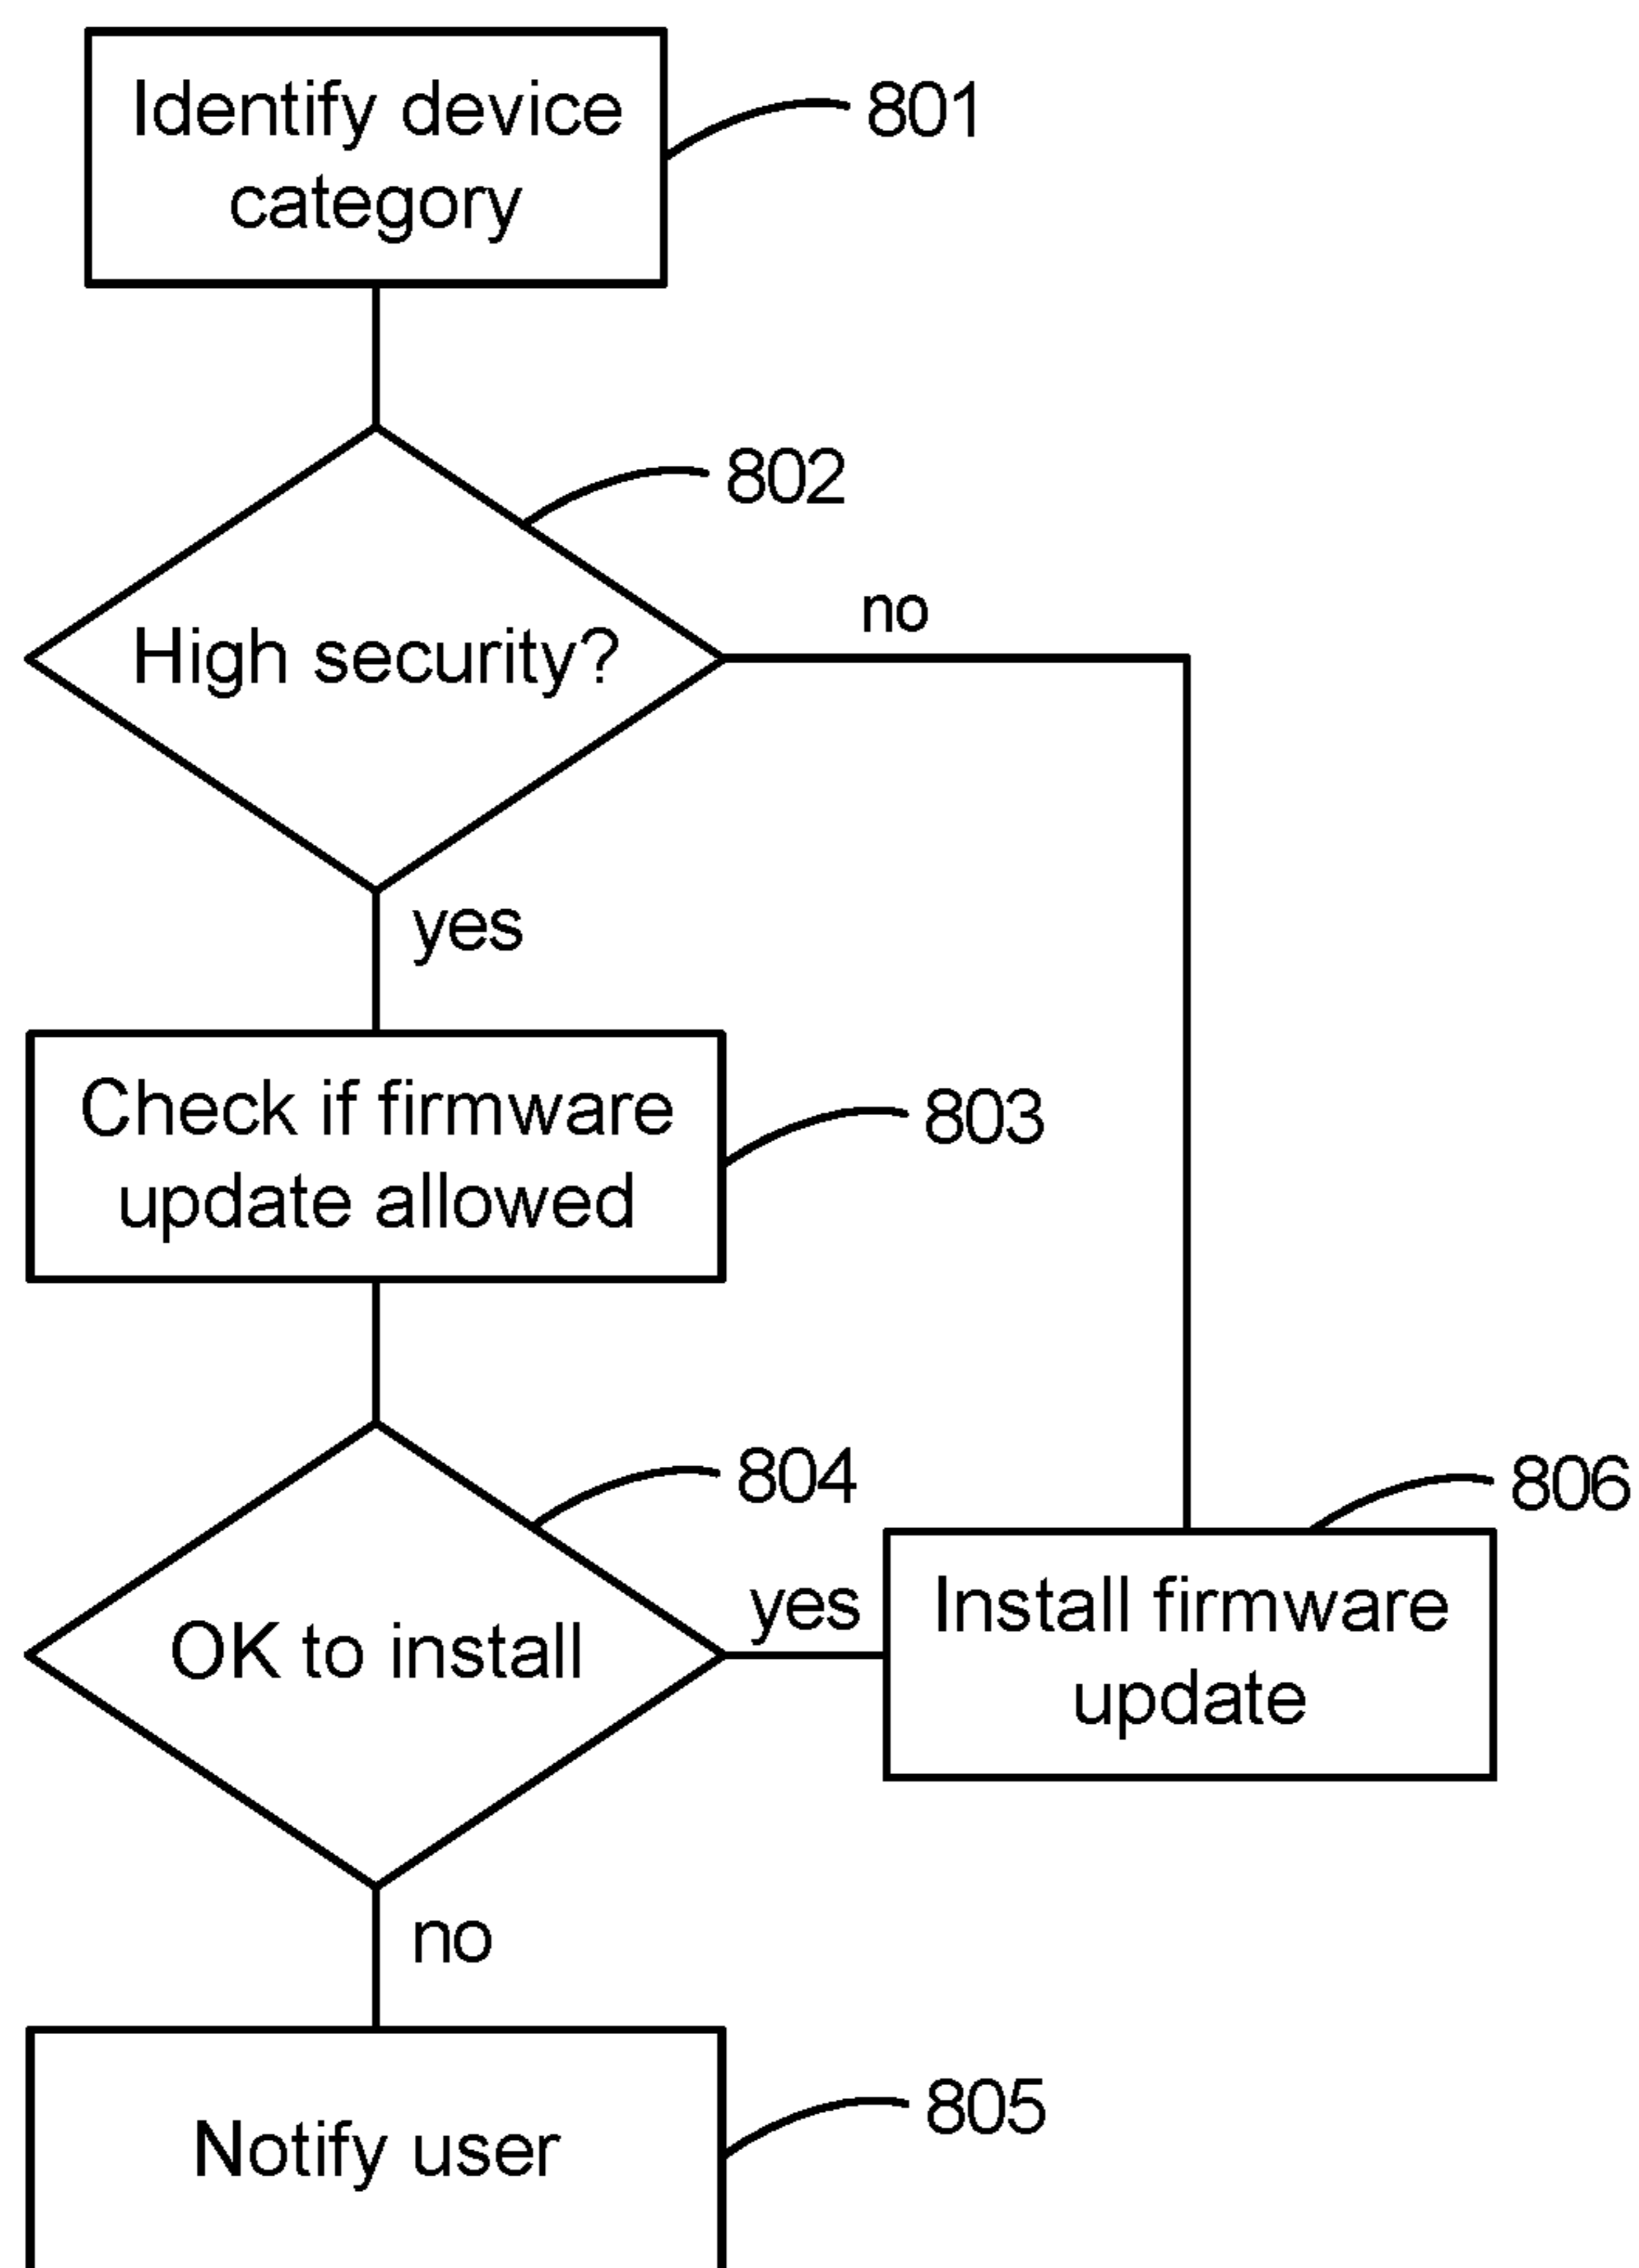 Identify device
category
801
802
High security?
no
yes
Check if firmware
update allowed
803
804
OK to install
yes
806
Install firmware
update
no
Notify user
805